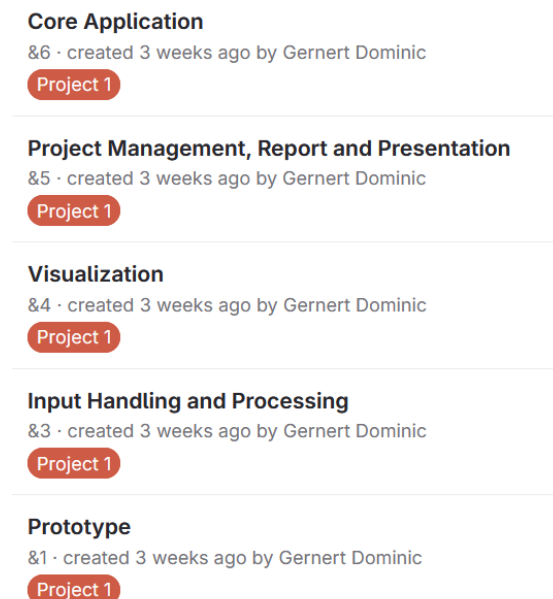 Core Application
&6 · created 3 weeks ago by Gernert Dominic
Project 1
Project Management, Report and Presentation
&5 · created 3 weeks ago by Gernert Dominic
Project 1
Visualization
&4 · created 3 weeks ago by Gernert Dominic
Project 1
Input Handling and Processing
&3 · created 3 weeks ago by Gernert Dominic
Project 1
Prototype
&1 · created 3 weeks ago by Gernert Dominic
Project 1